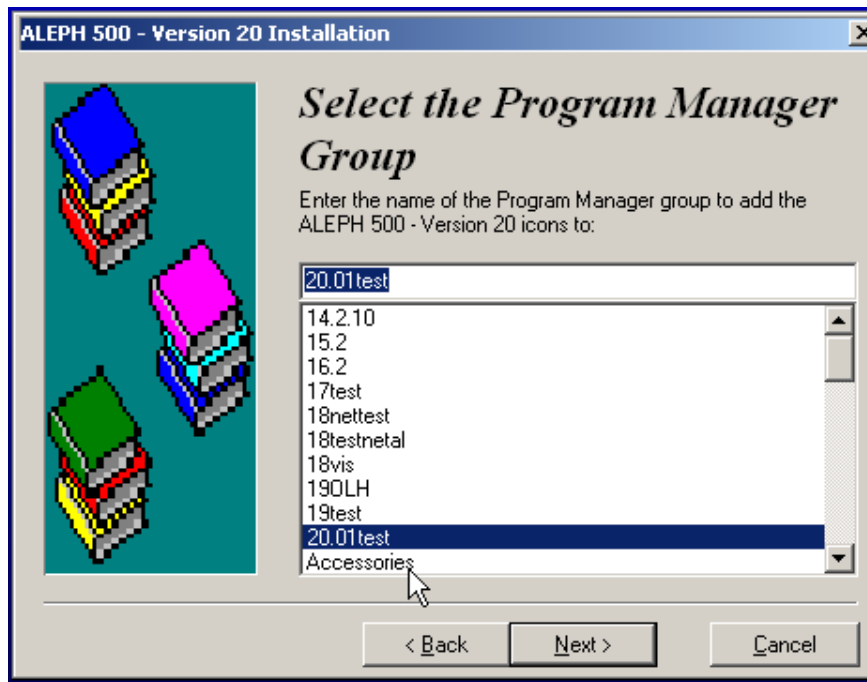 ALEPH 500 - Version 20 Installation
Select the Program Manager
Group
Enter the name of the Program Manager group to add the
ALEPH 500 - Version 20 icons to:
20.01test
14.2.10
15.2
16.2
17test
18nettest
18testnetal
18vis
19OLH
19test
20.01test
Accessories
< Back
Next >
Cancel